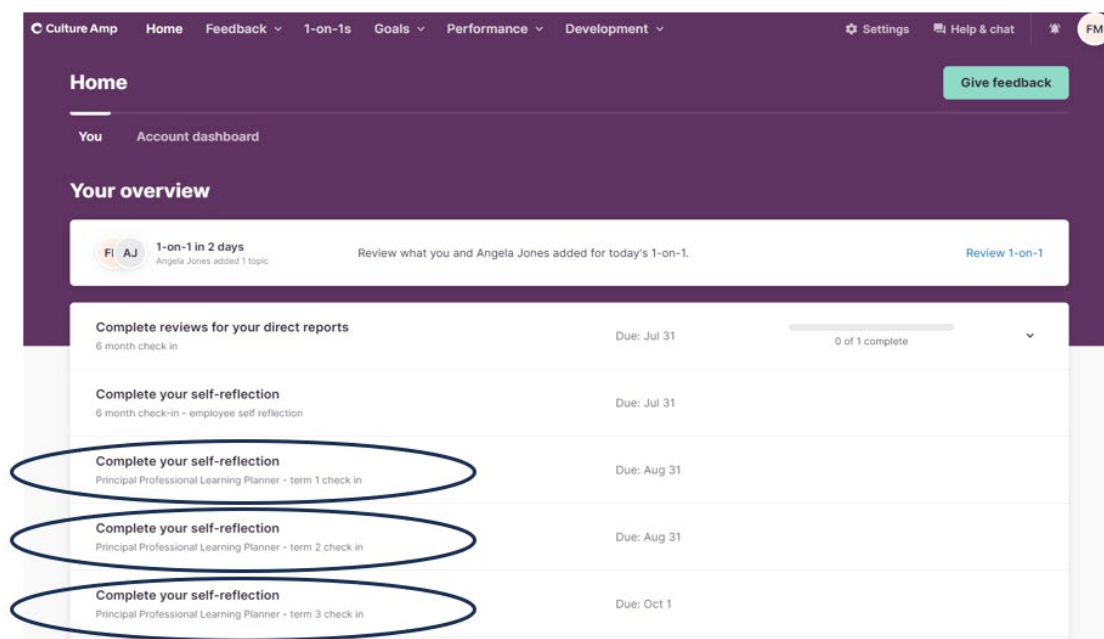 Culture Amp Home Feedback 1-on-1s Goals Performance Development Settings Help & chat FM
Home Give feedback
You Account dashboard
Your overview
FI AJ 1-on-1 in 2 days Review what you and Angela Jones added for today's 1-on-1. Review 1-on-1
Angela Jones added 1 topic
Complete reviews for your direct reports Due: Jul 31
6 month check in 0 of 1 complete
Complete your self-reflection Due: Jul 31
6 month check-in - employee self reflection
Complete your self-reflection Due: Aug 31
Principal Professional Learning Planner - term 1 check in
Complete your self-reflection Due: Aug 31
Principal Professional Learning Planner - term 2 check in
Complete your self-reflection Due: Oct 1
Principal Professional Learning Planner - term 3 check in